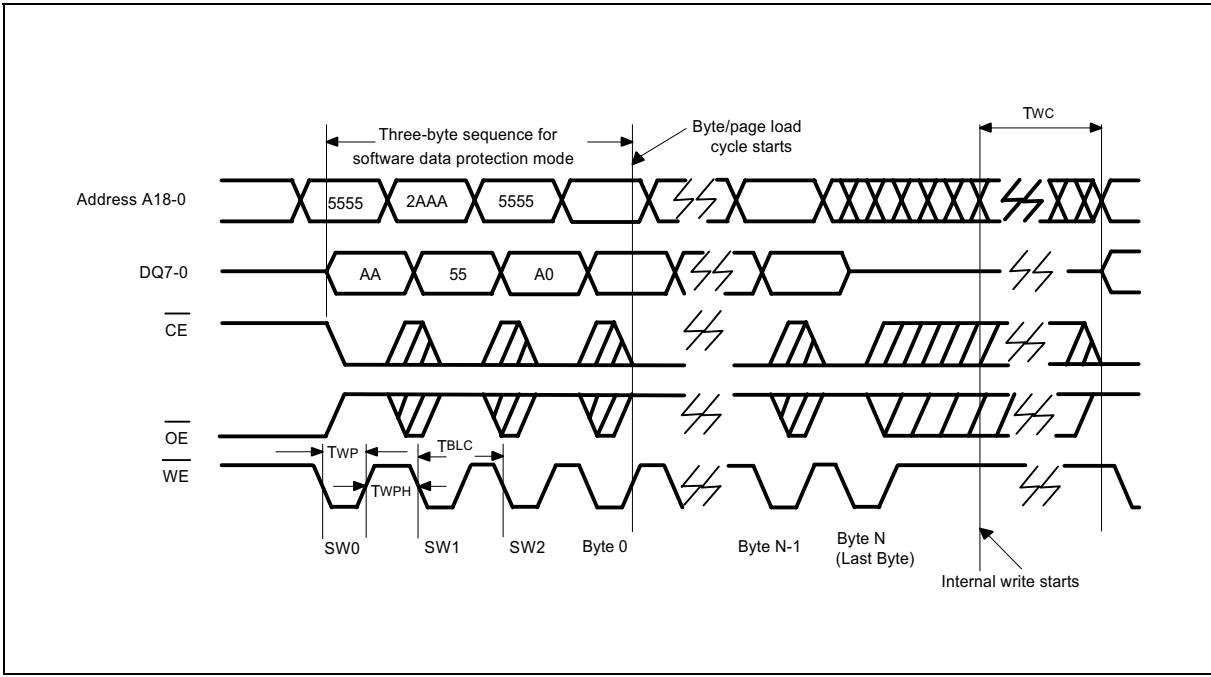 Three-byte sequence for
software data protection mode
Byte/page load
cycle starts
TWC
Address A18-0
5555
2AAA
5555
DQ7-0
AA
55
A0
CE
OE
WE
TWP
TBLC
TWPH
SW0
SW1
SW2
Byte 0
Byte N-1
Byte N
(Last Byte)
Internal write starts